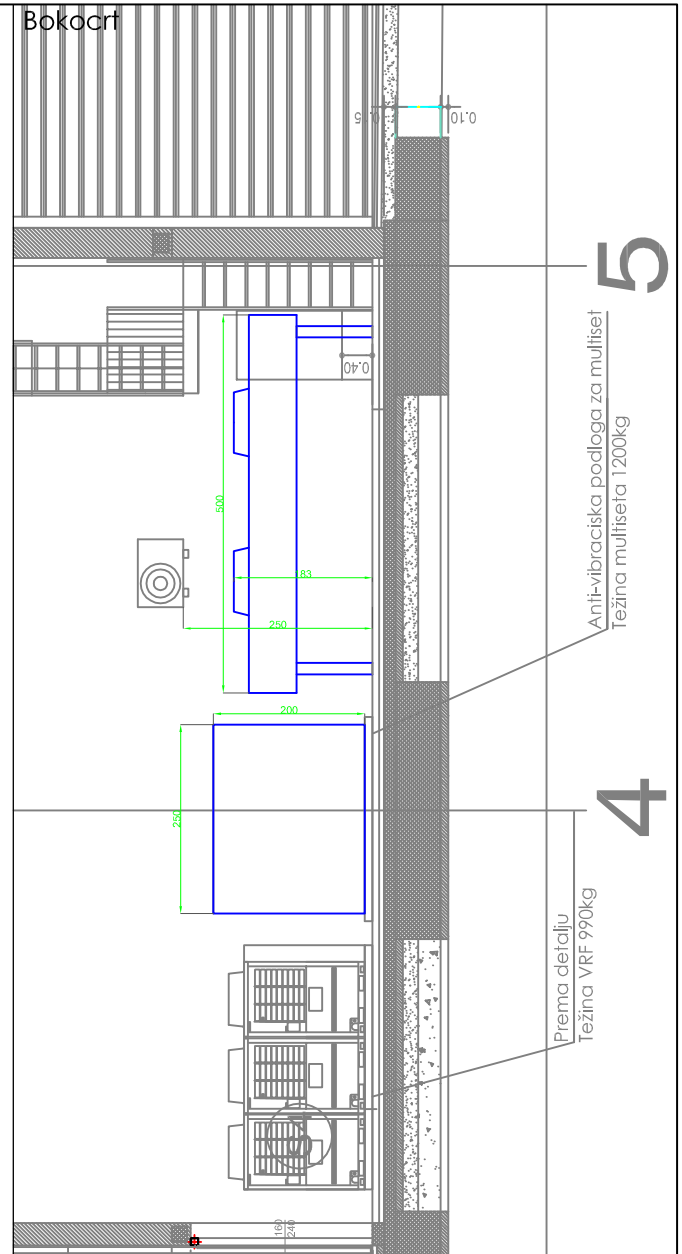 Bokocrt
0.15
0.10
5
0.40
Anti-vibraciska podloga za multiset
Težina multiseta 1200kg
500
183
250
200
250
4
Prema detalju
Težina VRF 990kg
160
240